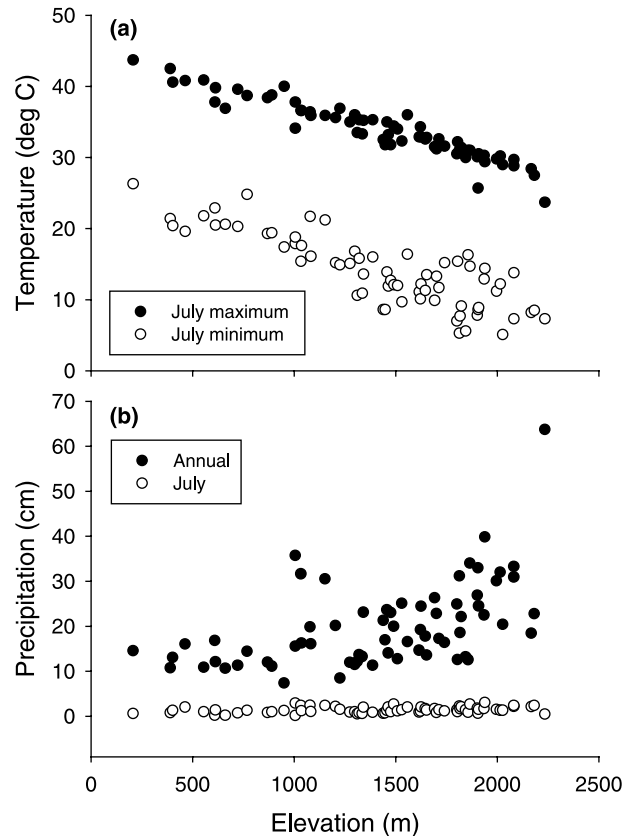 50
(a)
40
30
20
10
0
Temperature (deg C)
July maximum
July minimum
70
(b)
60
50
40
30
20
10
0
Precipitation (cm)
Annual
July
0 500 1000 1500 2000 2500
Elevation (m)